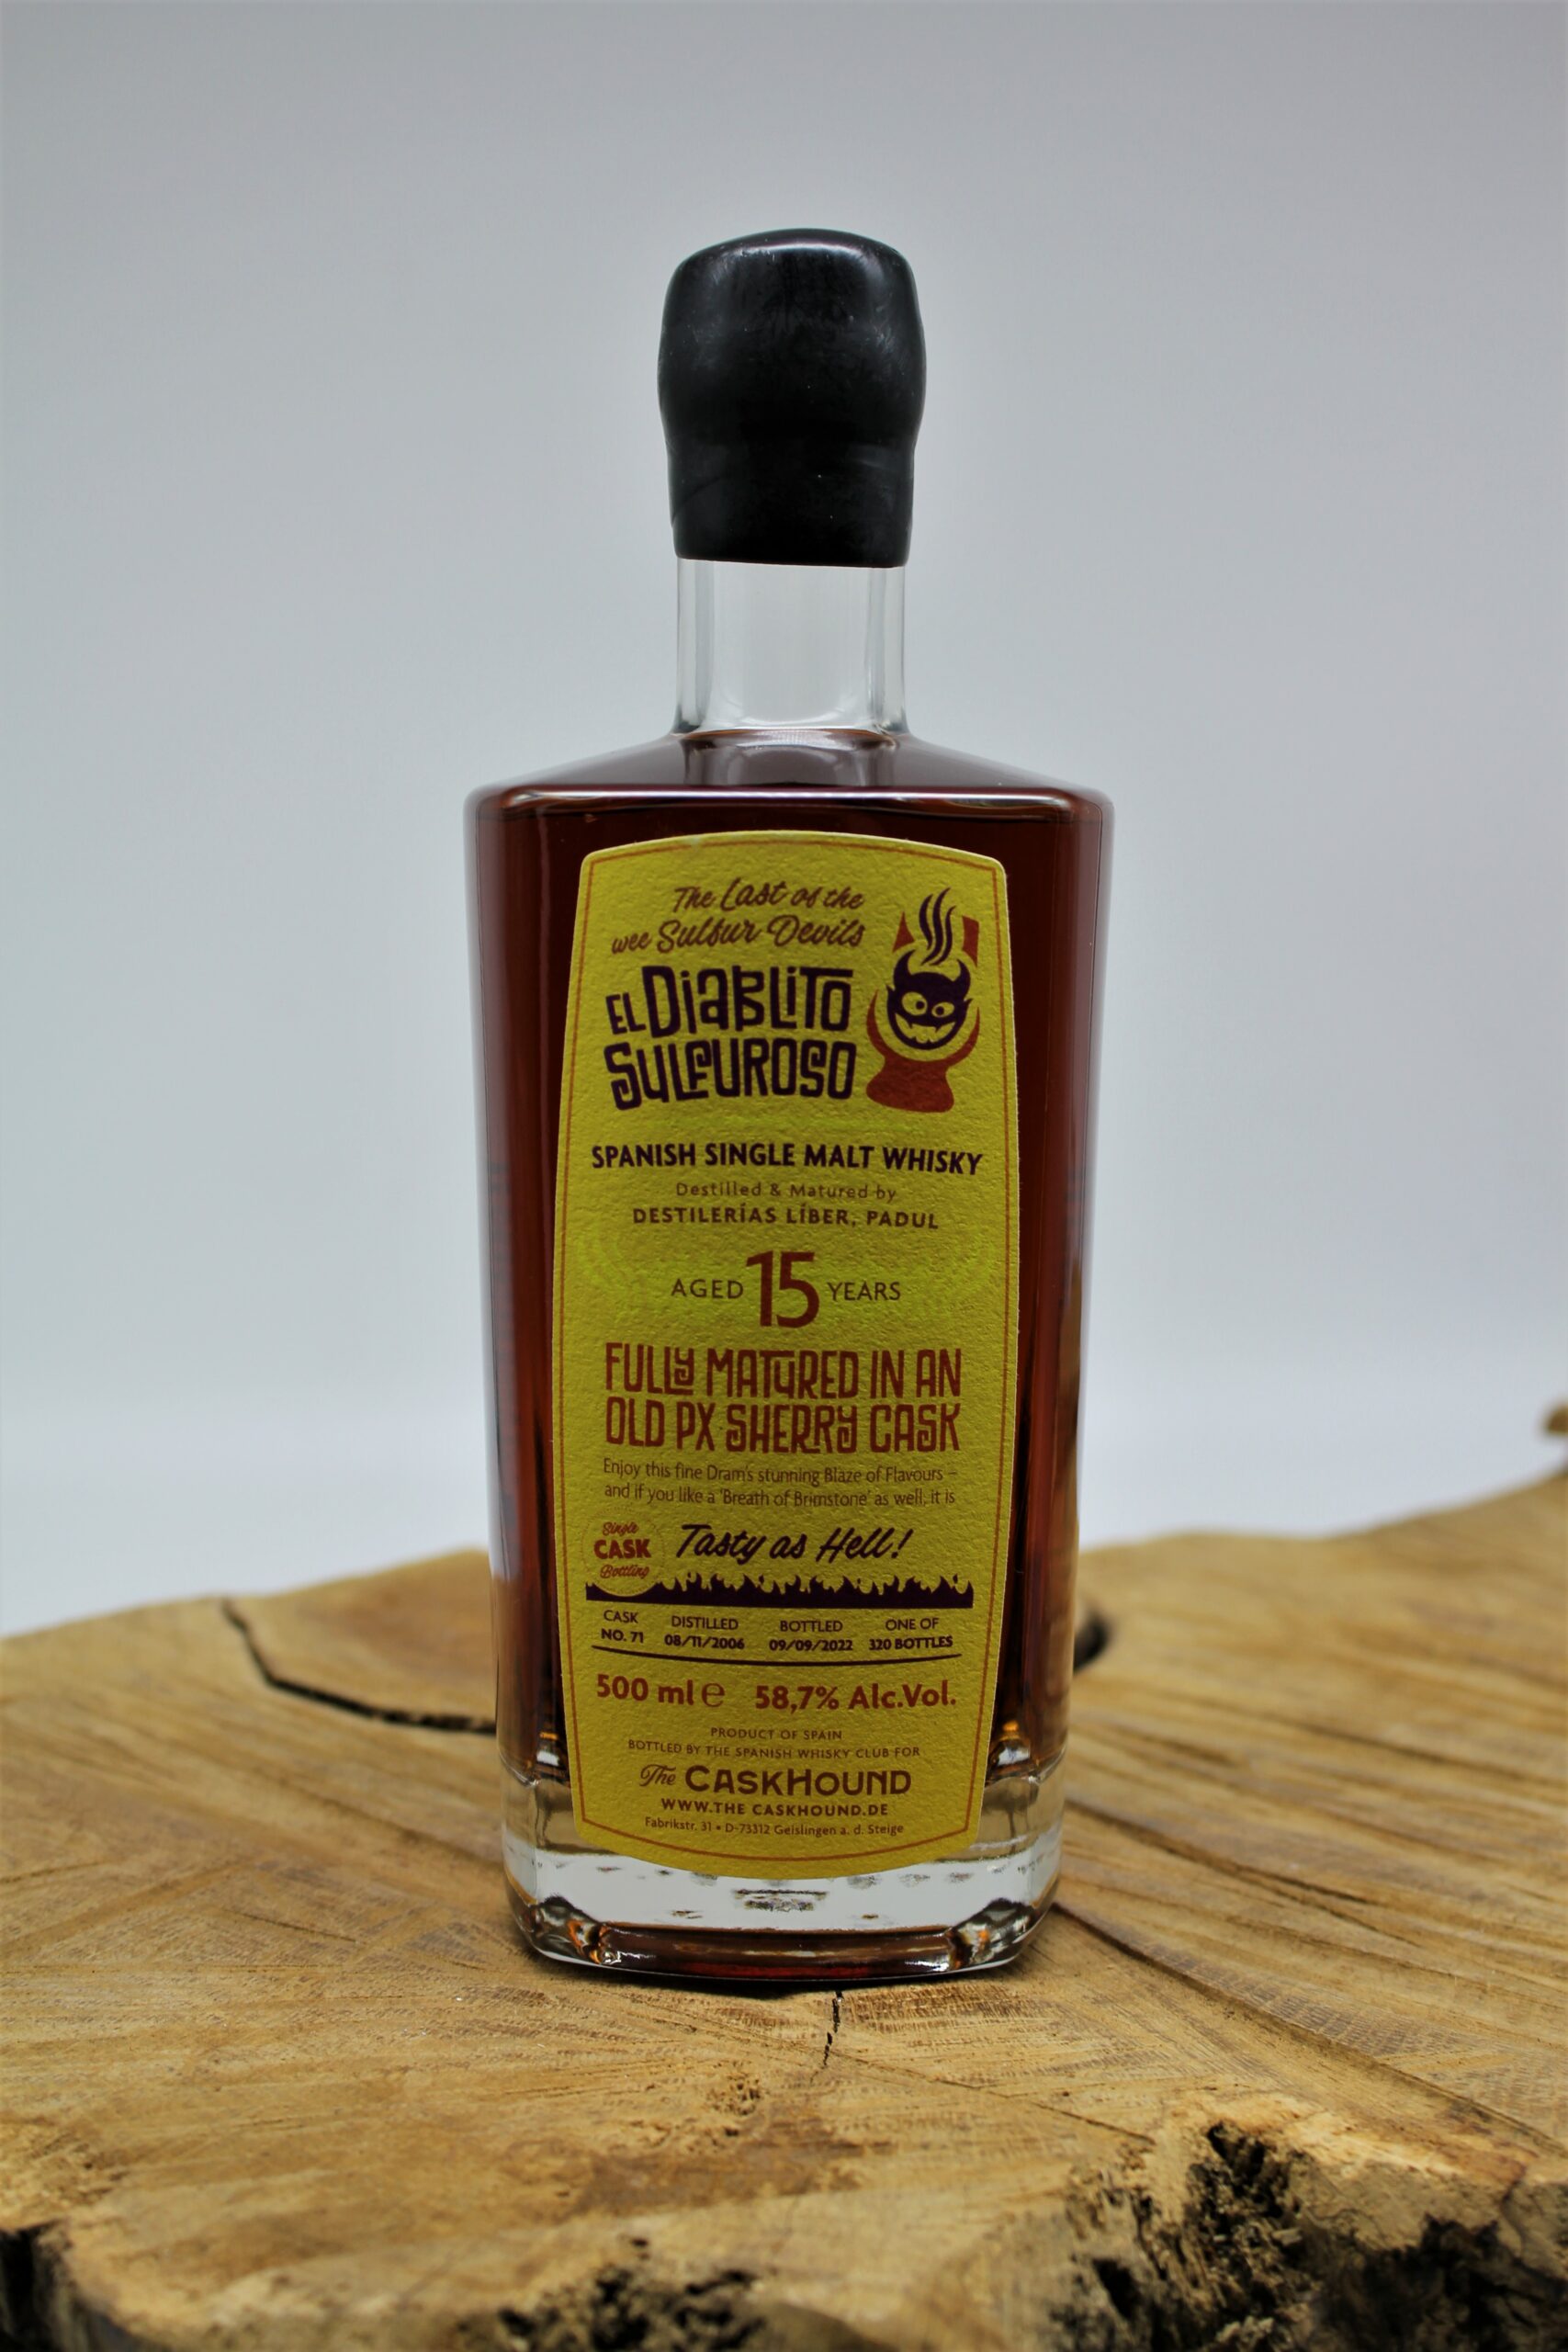 The Last of the
wee Sulfur Devils
EL DIABLITO
SULFUROSO
SPANISH SINGLE MALT WHISKY
Destilled & Matured by
DESTILERÍAS LÍBER, PADUL
AGED 15 YEARS
FULLY MATURED IN AN
OLD PX SHERRY CASK
Enjoy this fine Dram's stunning Blaze of Flavours –
and if you like a 'Breath of Brimstone' as well, it is
Tasty as Hell!
Single
CASK
Bottling
CASK NO. 71
DISTILLED 08/11/2006
BOTTLED 09/09/2022
ONE OF 320 BOTTLES
500 ml e 58,7% Alc.Vol.
PRODUCT OF SPAIN
BOTTLED BY THE SPANISH WHISKY CLUB FOR
The CASKHOUND
WWW.THE CASKHOUND.DE
Fabrikstr. 31 • D-73312 Geislingen a. d. Steige